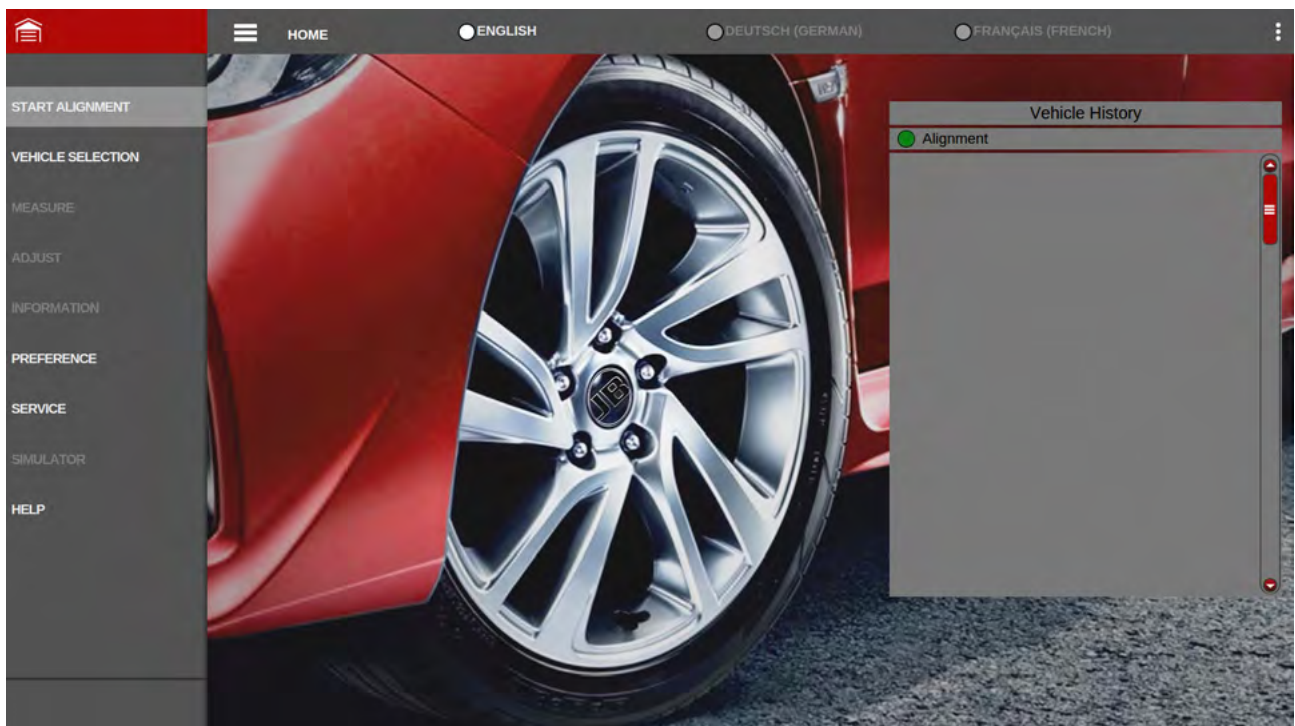 HOME
ENGLISH
DEUTSCH (GERMAN)
FRANÇAIS (FRENCH)
START ALIGNMENT
VEHICLE SELECTION
MEASURE
ADJUST
INFORMATION
PREFERENCE
SERVICE
SIMULATOR
HELP
Vehicle History
Alignment
JB